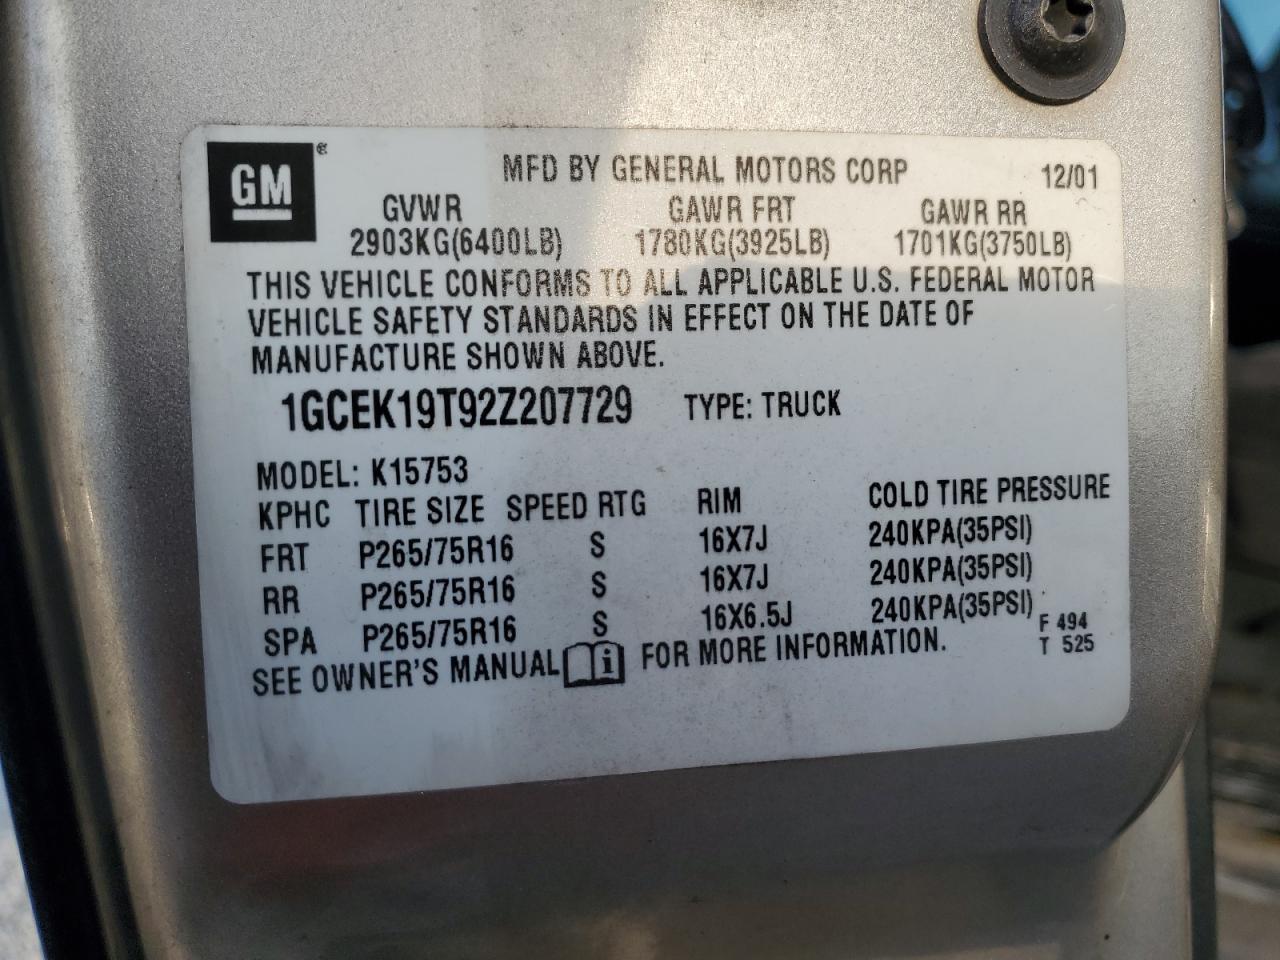 GM ®
MFD BY GENERAL MOTORS CORP 12/01
GVWR GAWR FRT GAWR RR
2903KG(6400LB) 1780KG(3925LB) 1701KG(3750LB)
THIS VEHICLE CONFORMS TO ALL APPLICABLE U.S. FEDERAL MOTOR
VEHICLE SAFETY STANDARDS IN EFFECT ON THE DATE OF
MANUFACTURE SHOWN ABOVE.
1GCEK19T92Z207729 TYPE: TRUCK
MODEL: K15753
KPHC TIRE SIZE SPEED RTG RIM COLD TIRE PRESSURE
FRT P265/75R16 S 16X7J 240KPA(35PSI)
RR P265/75R16 S 16X7J 240KPA(35PSI)
SPA P265/75R16 S 16X6.5J 240KPA(35PSI)
SEE OWNER'S MANUAL i FOR MORE INFORMATION.
F 494
T 525